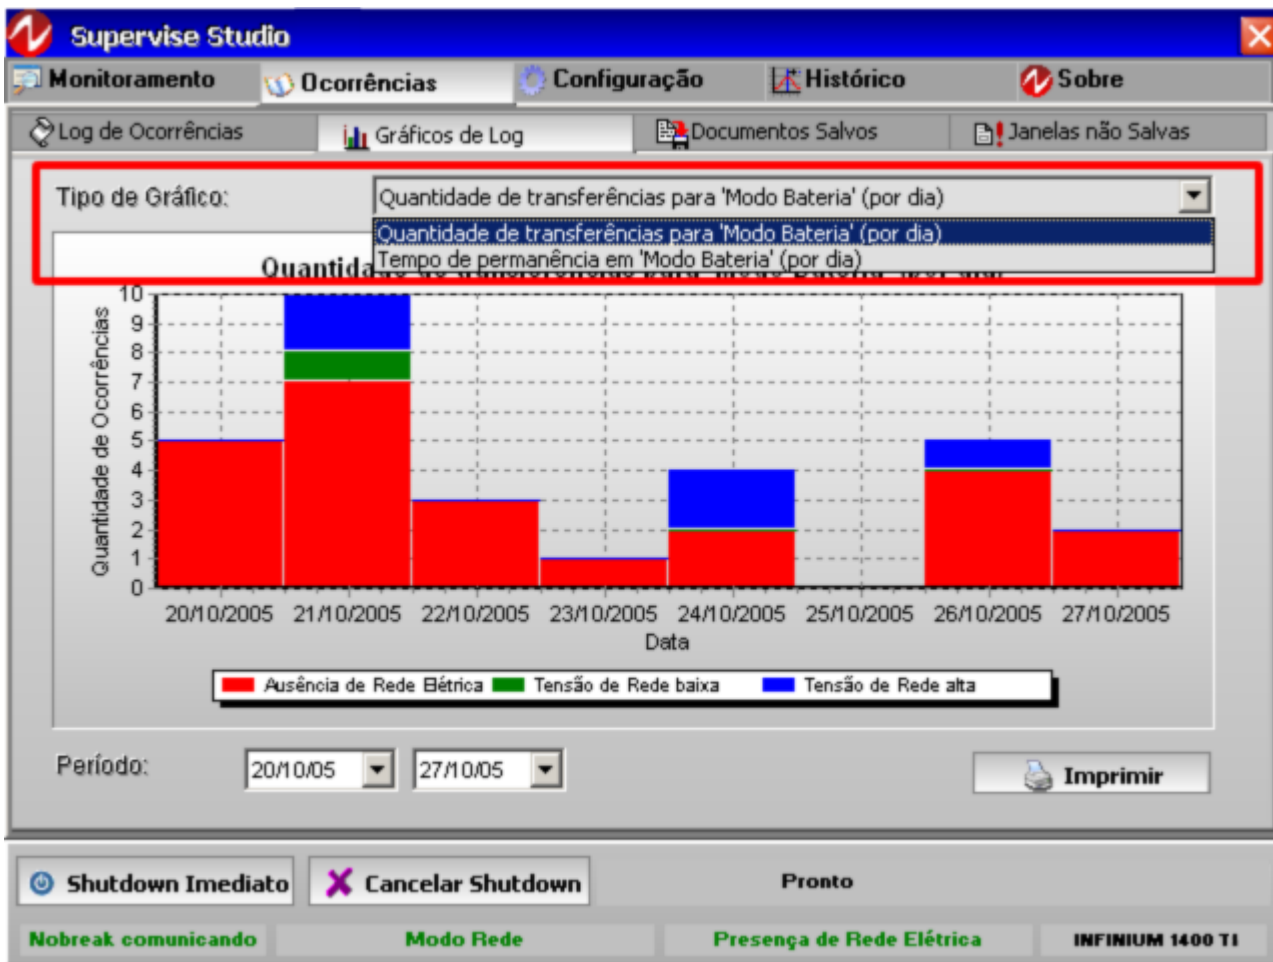 Supervise Studio
Monitoramento Ocorrências Configuração Histórico Sobre
Log de Ocorrências Gráficos de Log Documentos Salvos Janelas não Salvas
Tipo de Gráfico: Quantidade de transferências para 'Modo Bateria' (por dia)
Quantidade de transferências para 'Modo Bateria' (por dia)
Tempo de permanência em 'Modo Bateria' (por dia)
Quantidade de
10
9
8
7
6
5
4
3
2
1
0
Quantidade de Ocorrências
20/10/2005 21/10/2005 22/10/2005 23/10/2005 24/10/2005 25/10/2005 26/10/2005 27/10/2005
Data
Ausência de Rede Elétrica Tensão de Rede baixa Tensão de Rede alta
Período: 20/10/05 27/10/05 Imprimir
Shutdown Imediato Cancelar Shutdown Pronto
Nobreak comunicando Modo Rede Presença de Rede Elétrica INFINIUM 1400 TI